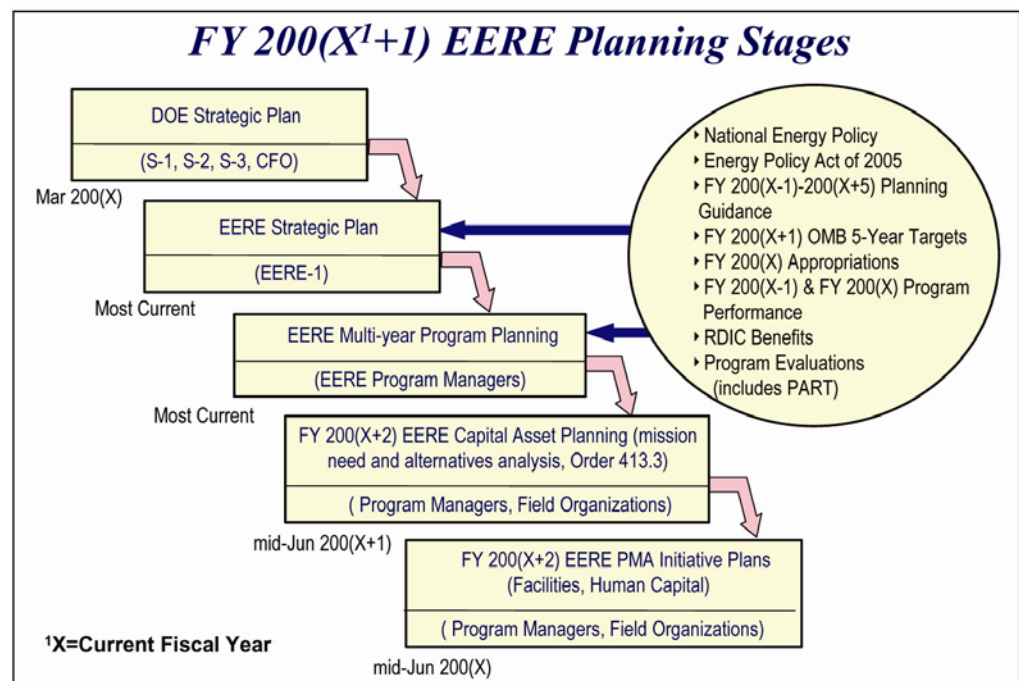 FY 200(X¹+1) EERE Planning Stages
DOE Strategic Plan
(S-1, S-2, S-3, CFO)
Mar 200(X)
EERE Strategic Plan
(EERE-1)
Most Current
EERE Multi-year Program Planning
(EERE Program Managers)
Most Current
FY 200(X+2) EERE Capital Asset Planning (mission
need and alternatives analysis, Order 413.3)
( Program Managers, Field Organizations)
mid-Jun 200(X+1)
FY 200(X+2) EERE PMA Initiative Plans
(Facilities, Human Capital)
( Program Managers, Field Organizations)
mid-Jun 200(X)
‣ National Energy Policy
‣ Energy Policy Act of 2005
‣ FY 200(X-1)-200(X+5) Planning
Guidance
‣ FY 200(X+1) OMB 5-Year Targets
‣ FY 200(X) Appropriations
‣ FY 200(X-1) & FY 200(X) Program
Performance
‣ RDIC Benefits
‣ Program Evaluations
(includes PART)
¹X=Current Fiscal Year